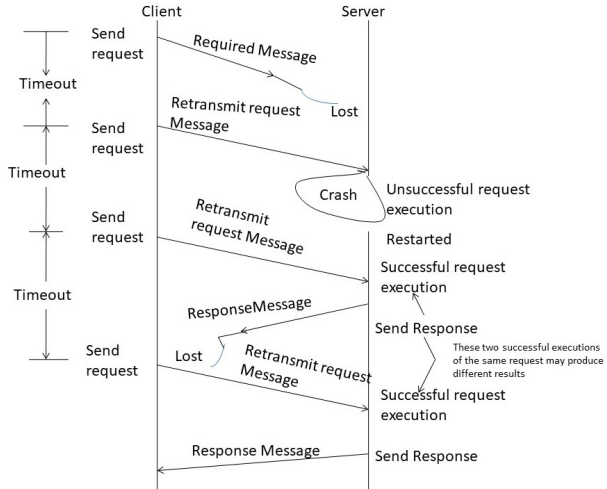 Client
Server
Send
request
Required Message
Timeout
Lost
Retransmit request
Message
Send
request
Timeout
Crash
Unsuccessful request
execution
Retransmit
request Message
Send
request
Restarted
Timeout
Successful request
execution
ResponseMessage
Send Response
Lost
Send
request
Retransmit request
Message
These two successful executions
of the same request may produce
different results
Successful request
execution
Response Message
Send Response